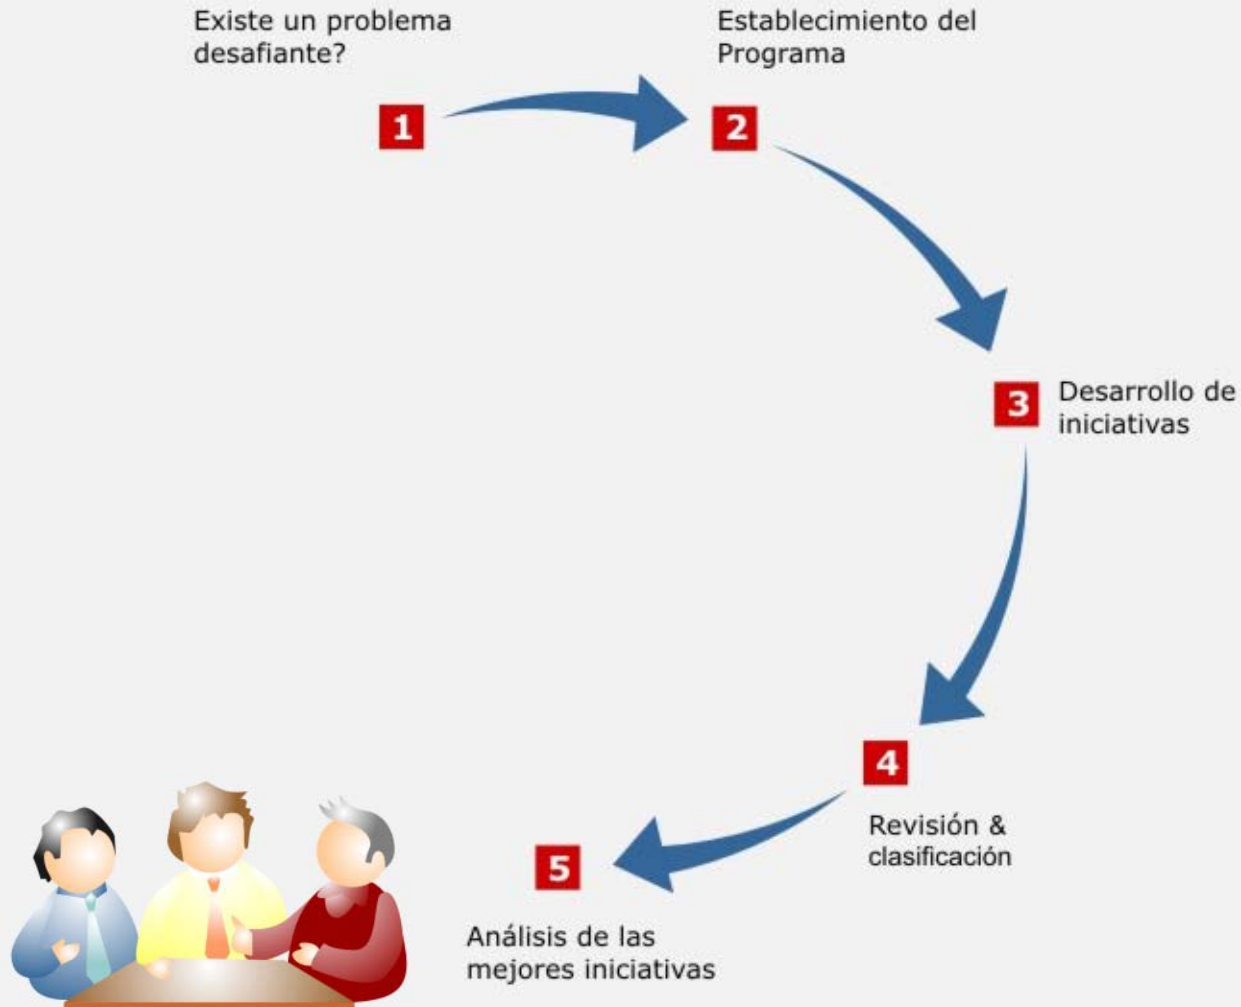 Existe un problema
desafiante?
1
Establecimiento del
Programa
2
3
Desarrollo de
iniciativas
4
Revisión &
clasificación
5
Análisis de las
mejores iniciativas